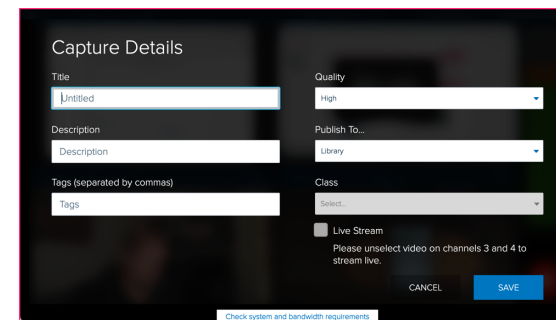 Capture Details
Title
Untitled
Description
Description
Tags (separated by commas)
Tags
Quality
High
Publish To...
Library
Class
Select...
Live Stream
Please unselect video on channels 3 and 4 to
stream live.
CANCEL
SAVE
Check system and bandwidth requirements